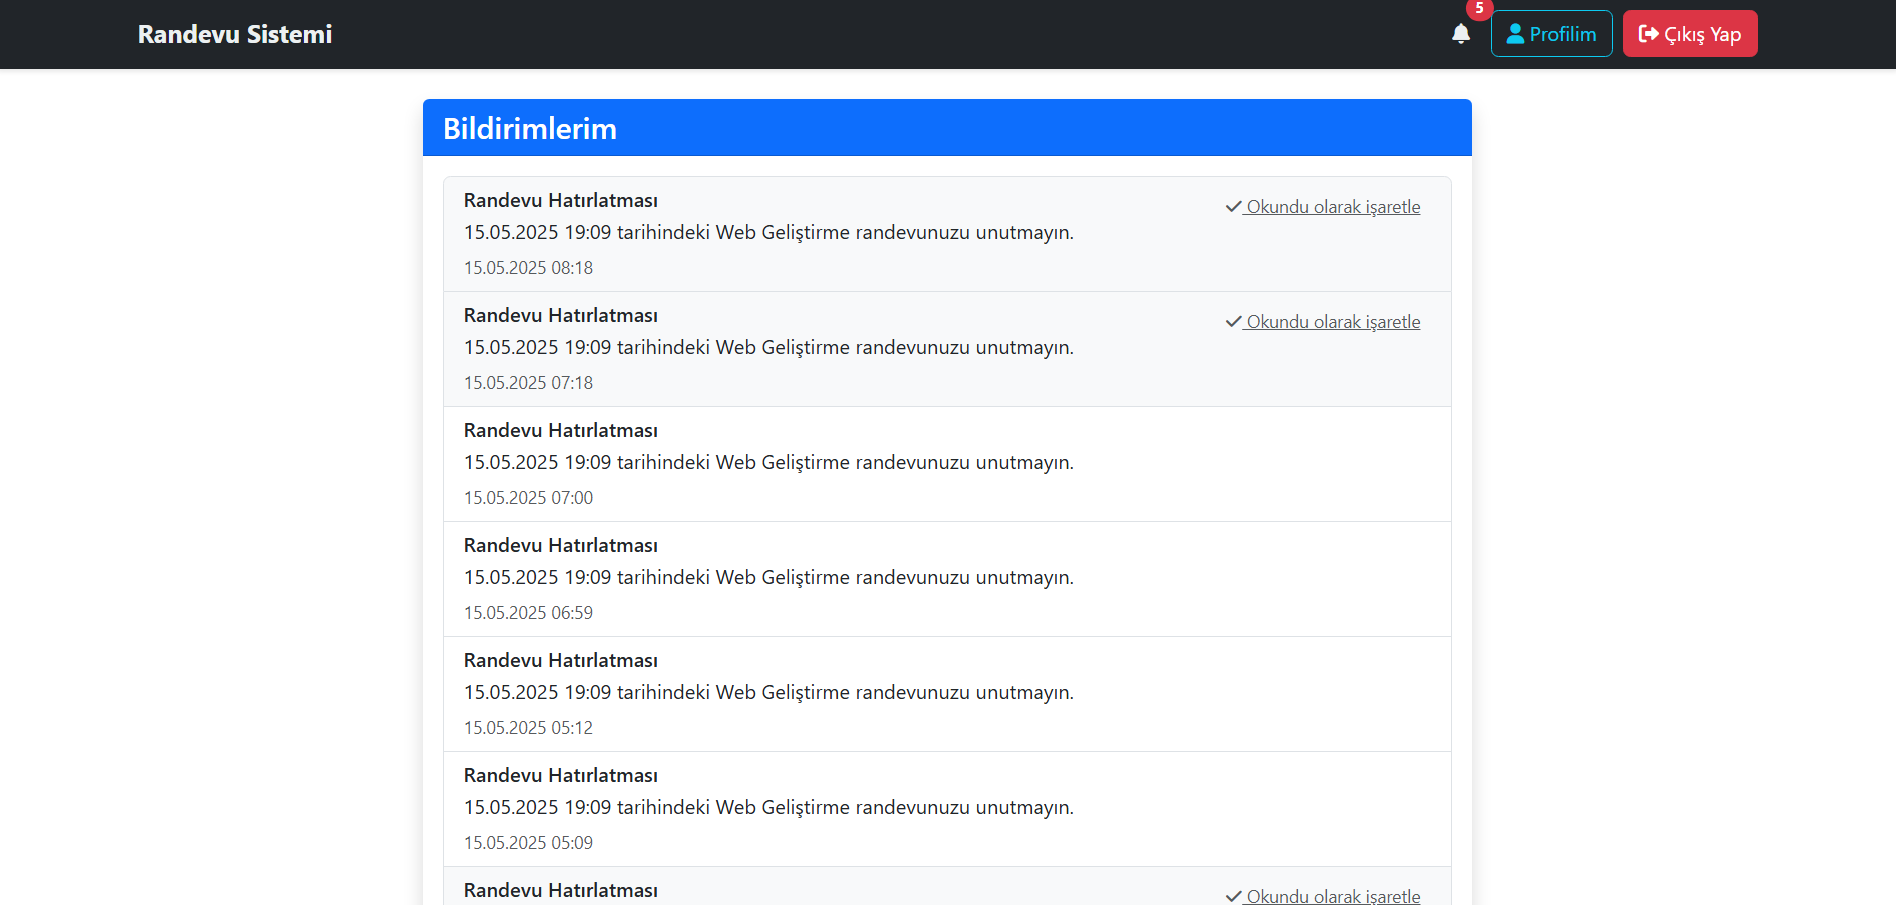 Randevu Sistemi
5
Profilim
Çıkış Yap
Bildirimlerim
Randevu Hatırlatması
Okundu olarak işaretle
15.05.2025 19:09 tarihindeki Web Geliştirme randevunuzu unutmayın.
15.05.2025 08:18
Randevu Hatırlatması
Okundu olarak işaretle
15.05.2025 19:09 tarihindeki Web Geliştirme randevunuzu unutmayın.
15.05.2025 07:18
Randevu Hatırlatması
15.05.2025 19:09 tarihindeki Web Geliştirme randevunuzu unutmayın.
15.05.2025 07:00
Randevu Hatırlatması
15.05.2025 19:09 tarihindeki Web Geliştirme randevunuzu unutmayın.
15.05.2025 06:59
Randevu Hatırlatması
15.05.2025 19:09 tarihindeki Web Geliştirme randevunuzu unutmayın.
15.05.2025 05:12
Randevu Hatırlatması
15.05.2025 19:09 tarihindeki Web Geliştirme randevunuzu unutmayın.
15.05.2025 05:09
Randevu Hatırlatması
Okundu olarak işaretle